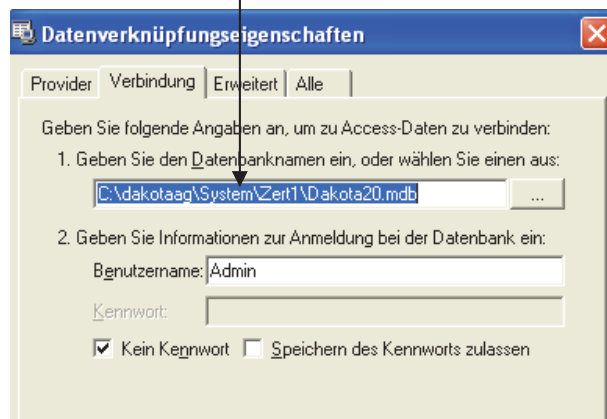 Datenverknüpfungseigenschaften
Provider Verbindung Erweitert Alle
Geben Sie folgende Angaben an, um zu Access-Daten zu verbinden:
1. Geben Sie den Datenbanknamen ein, oder wählen Sie einen aus:
C:\dakotaag\System\Zert1\Dakota20.mdb ...
2. Geben Sie Informationen zur Anmeldung bei der Datenbank ein:
Benutzername: Admin
Kennwort:
Kein Kennwort Speichern des Kennworts zulassen